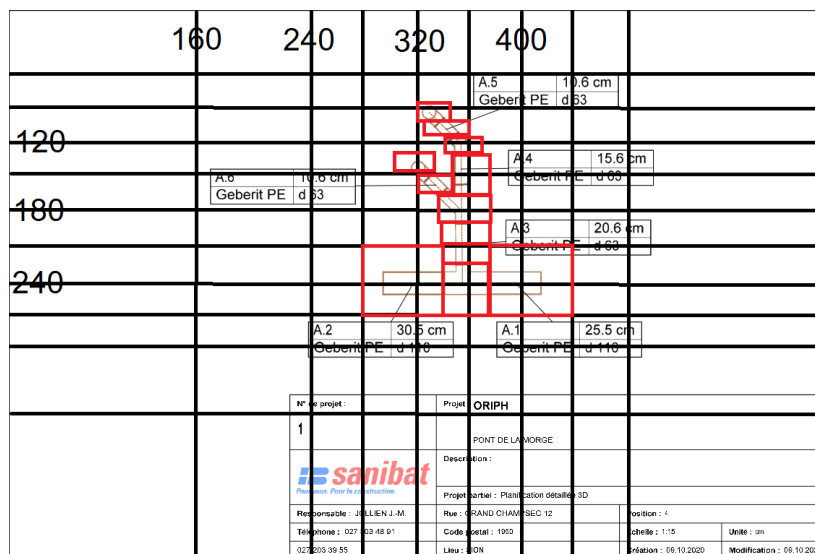 160 240 320 400
A.5 10.6 cm
Geberit PE d 63
120
A.4 15.6 cm
Geberit PE d 63
A.6 10.6 cm
Geberit PE d 63
180
A.3 20.6 cm
Geberit PE d 63
240
A.2 30.5 cm
Geberit PE d 110
A.1 25.5 cm
Geberit PE d 110
N° de projet :
1
Projet : ORIPH
PONT DE LA MORGE
Description :
sanibat
Projet partiel : Planification détaillée 3D
Responsable : JOLLIEN J.-M.
Rue : GRAND CHAMPSEC 12
Position : 4
Téléphone : 027 203 48 91
Code postal : 1950
Echelle : 1:15
Unité : cm
027 203 39 55
Lieu : SION
Création : 09.10.2020
Modification : 09.10.202